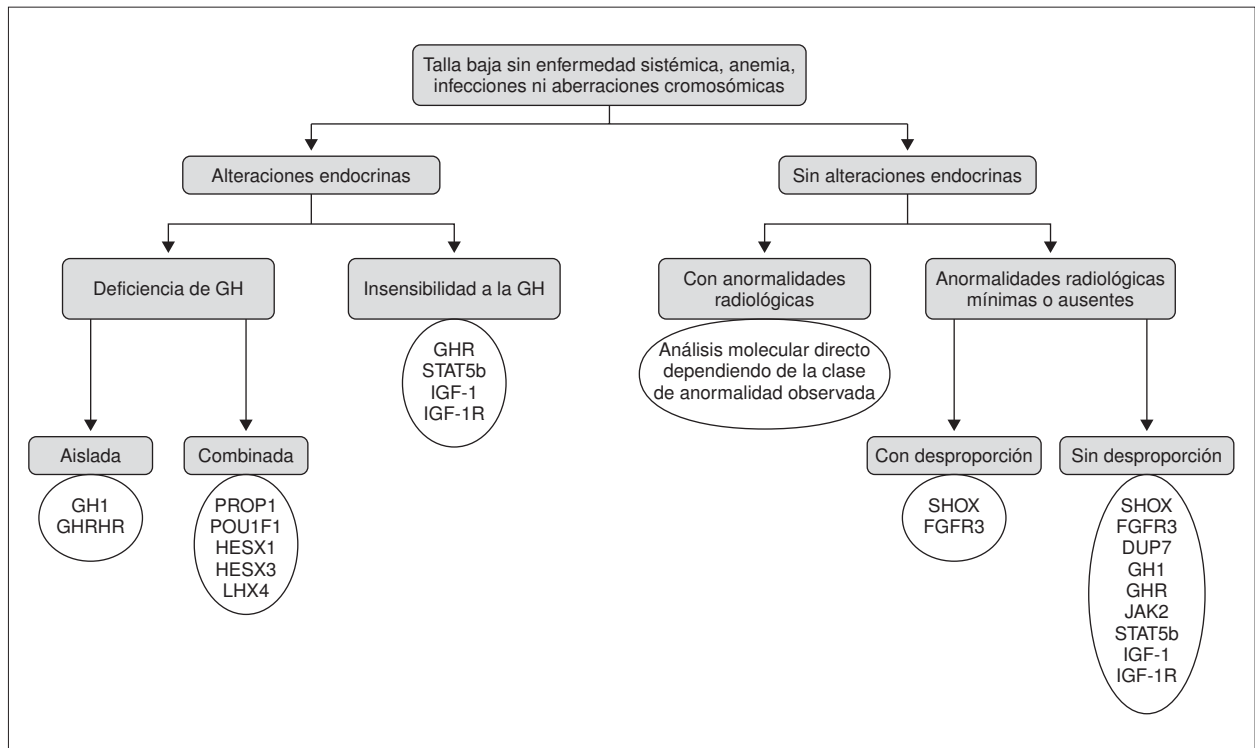 Talla baja sin enfermedad sistémica, anemia,
infecciones ni aberraciones cromosómicas
Alteraciones endocrinas
Sin alteraciones endocrinas
Deficiencia de GH
Insensibilidad a la GH
Con anormalidades
radiológicas
Anormalidades radiológicas
mínimas o ausentes
GHR
STAT5b
IGF-1
IGF-1R
Análisis molecular directo
dependiendo de la clase
de anormalidad observada
Aislada
Combinada
Con desproporción
Sin desproporción
GH1
GHRHR
PROP1
POU1F1
HESX1
HESX3
LHX4
SHOX
FGFR3
SHOX
FGFR3
DUP7
GH1
GHR
JAK2
STAT5b
IGF-1
IGF-1R